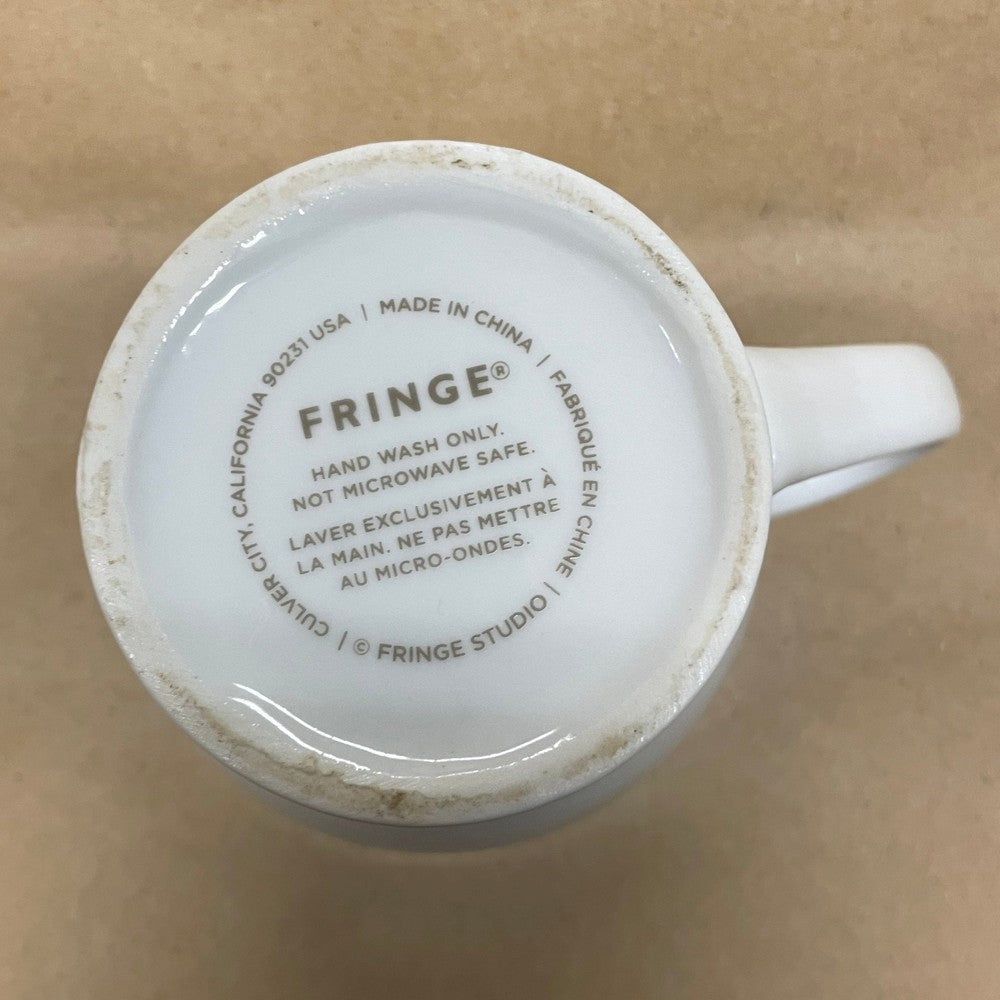 FRINGE®
HAND WASH ONLY.
NOT MICROWAVE SAFE.
LAVER EXCLUSIVEMENT À
LA MAIN. NE PAS METTRE
AU MICRO-ONDES.
CULVER CITY, CALIFORNIA 90231 USA | MADE IN CHINA | FABRIQUÉ EN CHINE | © FRINGE STUDIO |